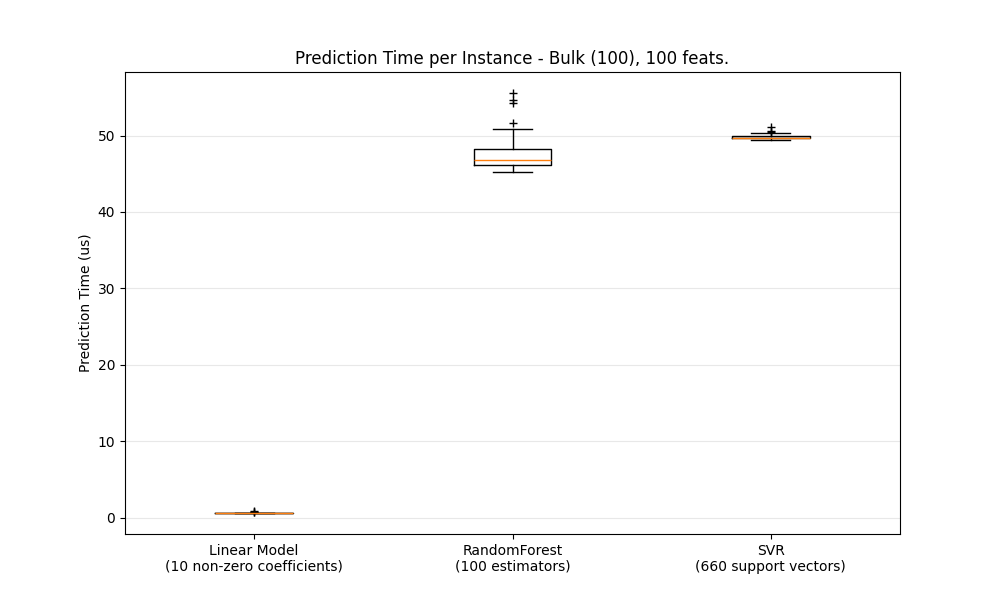 Prediction Time per Instance - Bulk (100), 100 feats.
Prediction Time (us)
50
40
30
20
10
0
Linear Model
(10 non-zero coefficients)
RandomForest
(100 estimators)
SVR
(660 support vectors)